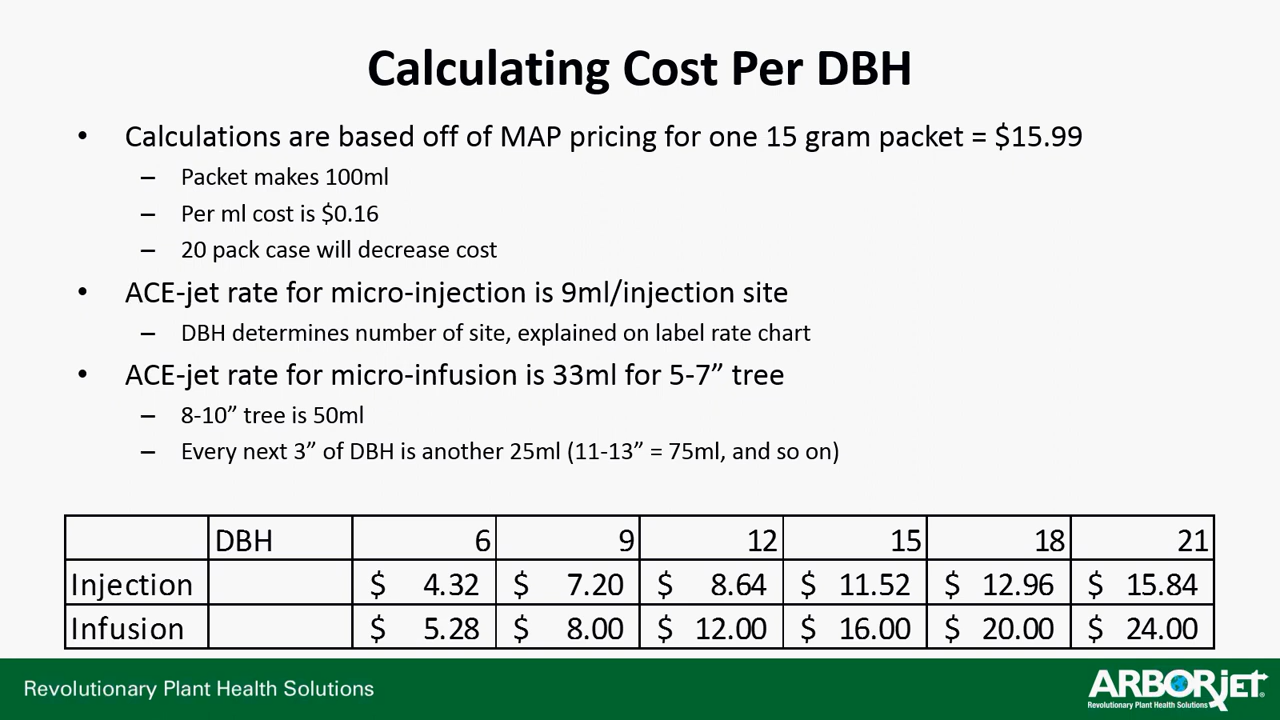 Calculating Cost Per DBH
• Calculations are based off of MAP pricing for one 15 gram packet = $15.99
– Packet makes 100ml
– Per ml cost is $0.16
– 20 pack case will decrease cost
• ACE-jet rate for micro-injection is 9ml/injection site
– DBH determines number of site, explained on label rate chart
• ACE-jet rate for micro-infusion is 33ml for 5-7” tree
– 8-10” tree is 50ml
– Every next 3” of DBH is another 25ml (11-13” = 75ml, and so on)
DBH 6 9 12 15 18 21
Injection $ 4.32 $ 7.20 $ 8.64 $ 11.52 $ 12.96 $ 15.84
Infusion $ 5.28 $ 8.00 $ 12.00 $ 16.00 $ 20.00 $ 24.00
Revolutionary Plant Health Solutions
ARBORjet®
Revolutionary Plant Health Solutions